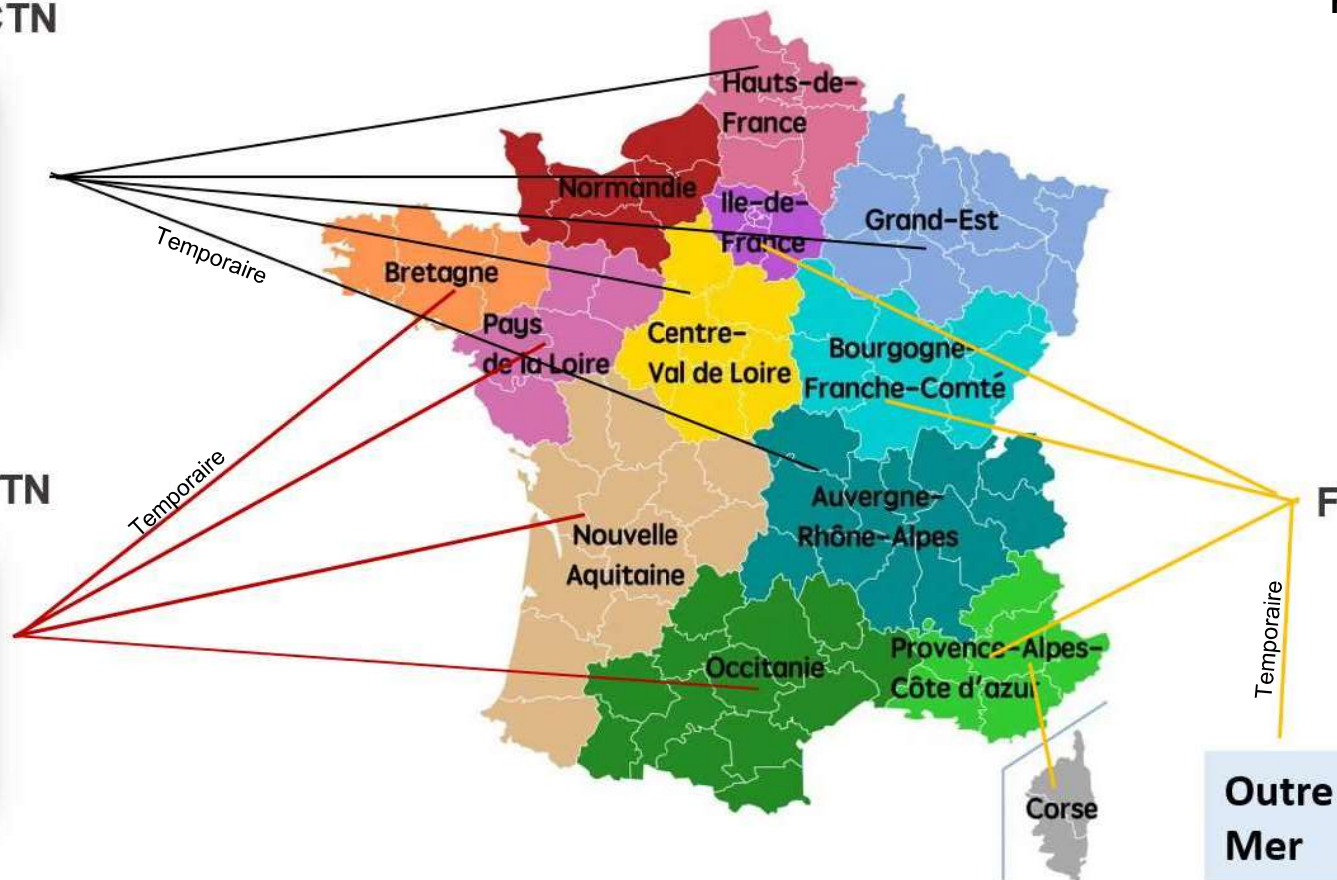 CTN
Hauts-de-
France
Normandie
Ile-de-
France
Grand-Est
Temporaire
Bretagne
Pays
de la Loire
Centre-
Val de Loire
Bourgogne-
Franche-Comté
Temporaire
TN
Auvergne-
Rhône-Alpes
F
Nouvelle
Aquitaine
Temporaire
Occitanie
Provence-Alpes-
Côte d'azur
Corse
Outre
Mer